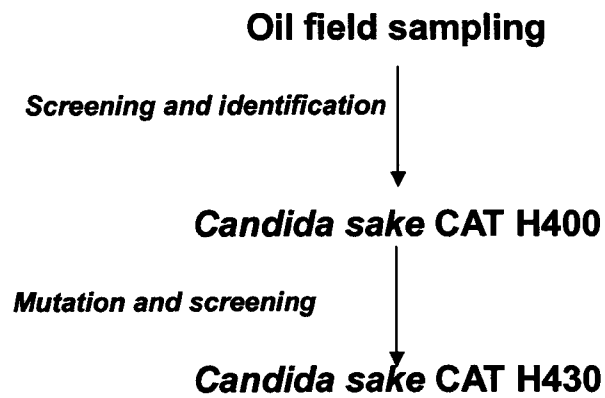 Oil field sampling
Screening and identification
Candida sake CAT H400
Mutation and screening
Candida sake CAT H430